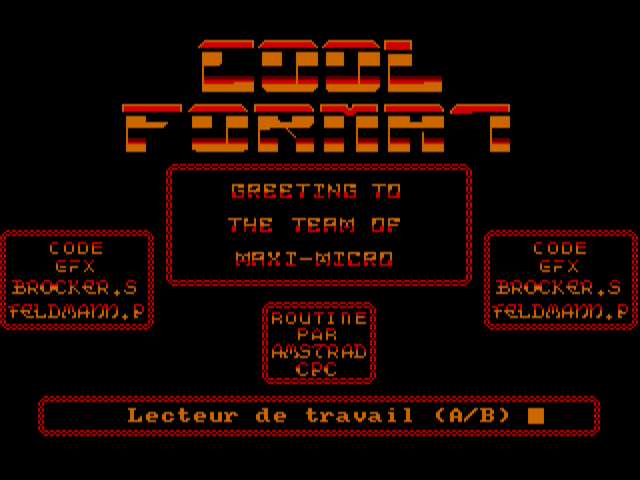 COOL
FORMAT
GREETING TO
THE TEAM OF
MAXI-MICRO
CODE
GFX
BROCKER.S
FELDMANN.P
CODE
GFX
BROCKER.S
FELDMANN.P
ROUTINE
PAR
AMSTRAD
CPC
Lecteur de travail (A/B)